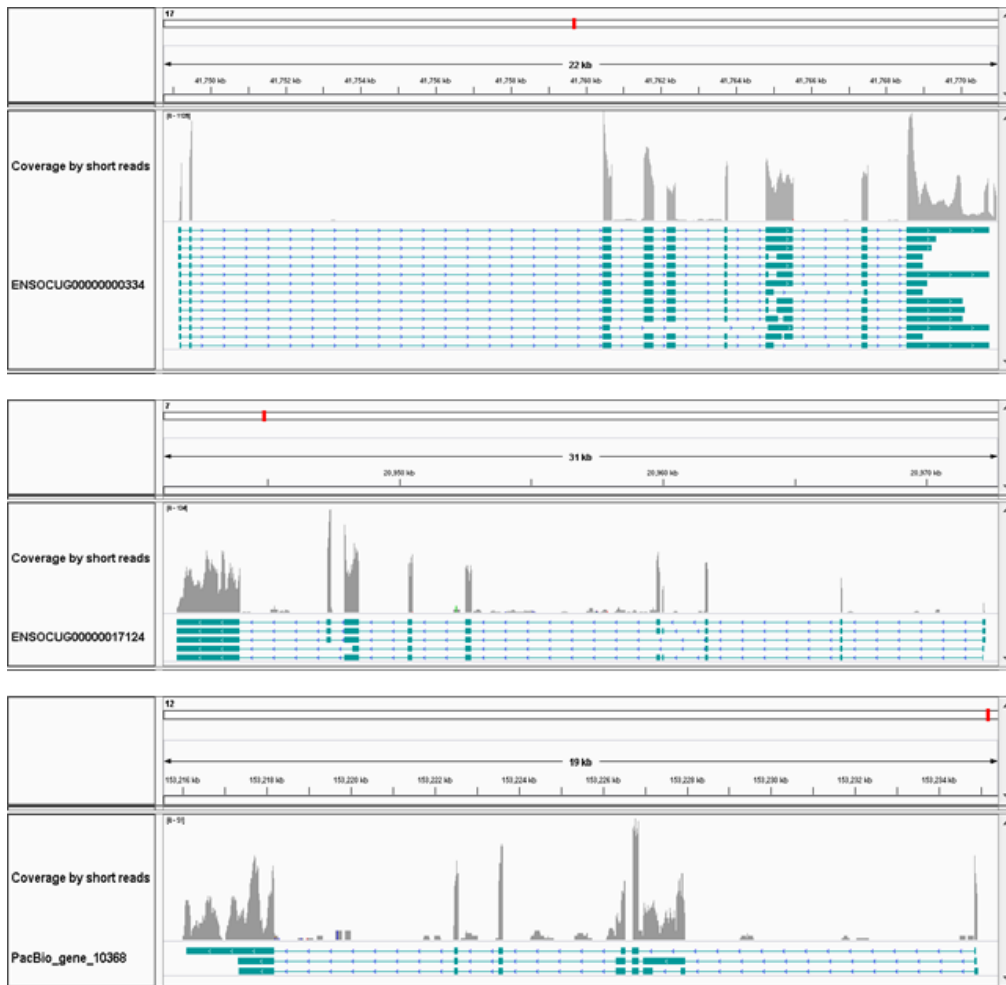 17
22 kb
41,750 kb 41,752 kb 41,754 kb 41,756 kb 41,758 kb 41,760 kb 41,762 kb 41,764 kb 41,766 kb 41,768 kb 41,770 kb
Coverage by short reads
ENSOCUG00000000334
7
31 kb
20,950 kb 20,960 kb 20,970 kb
Coverage by short reads
ENSOCUG00000017124
12
19 kb
153,216 kb 153,218 kb 153,220 kb 153,222 kb 153,224 kb 153,226 kb 153,228 kb 153,230 kb 153,232 kb 153,234 kb
Coverage by short reads
PacBio_gene_10368